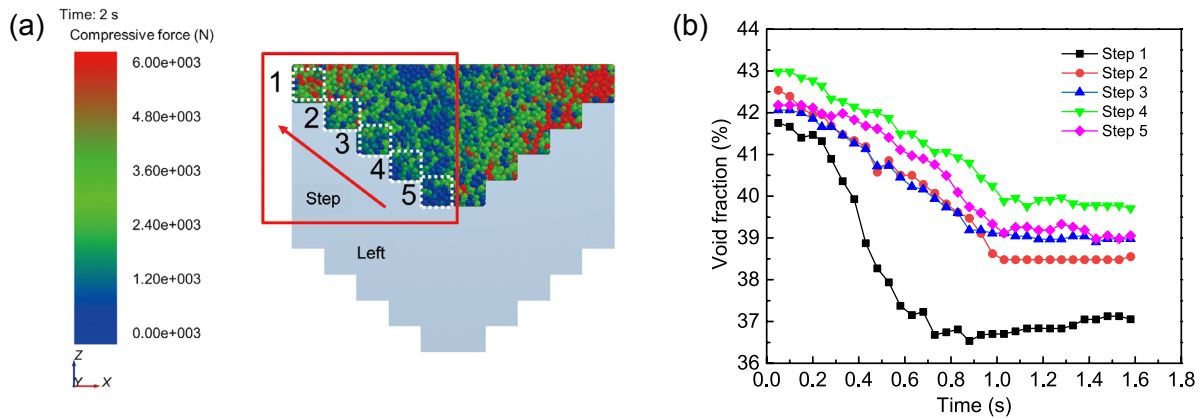 (a)
Time: 2 s
Compressive force (N)
6.00e+003
4.80e+003
3.60e+003
2.40e+003
1.20e+003
0.00e+003
Z
Y
X
1
2
3
4
5
Step
Left
(b)
Void fraction (%)
43
42
41
40
39
38
37
36
Step 1
Step 2
Step 3
Step 4
Step 5
0.0 0.2 0.4 0.6 0.8 1.0 1.2 1.4 1.6 1.8
Time (s)